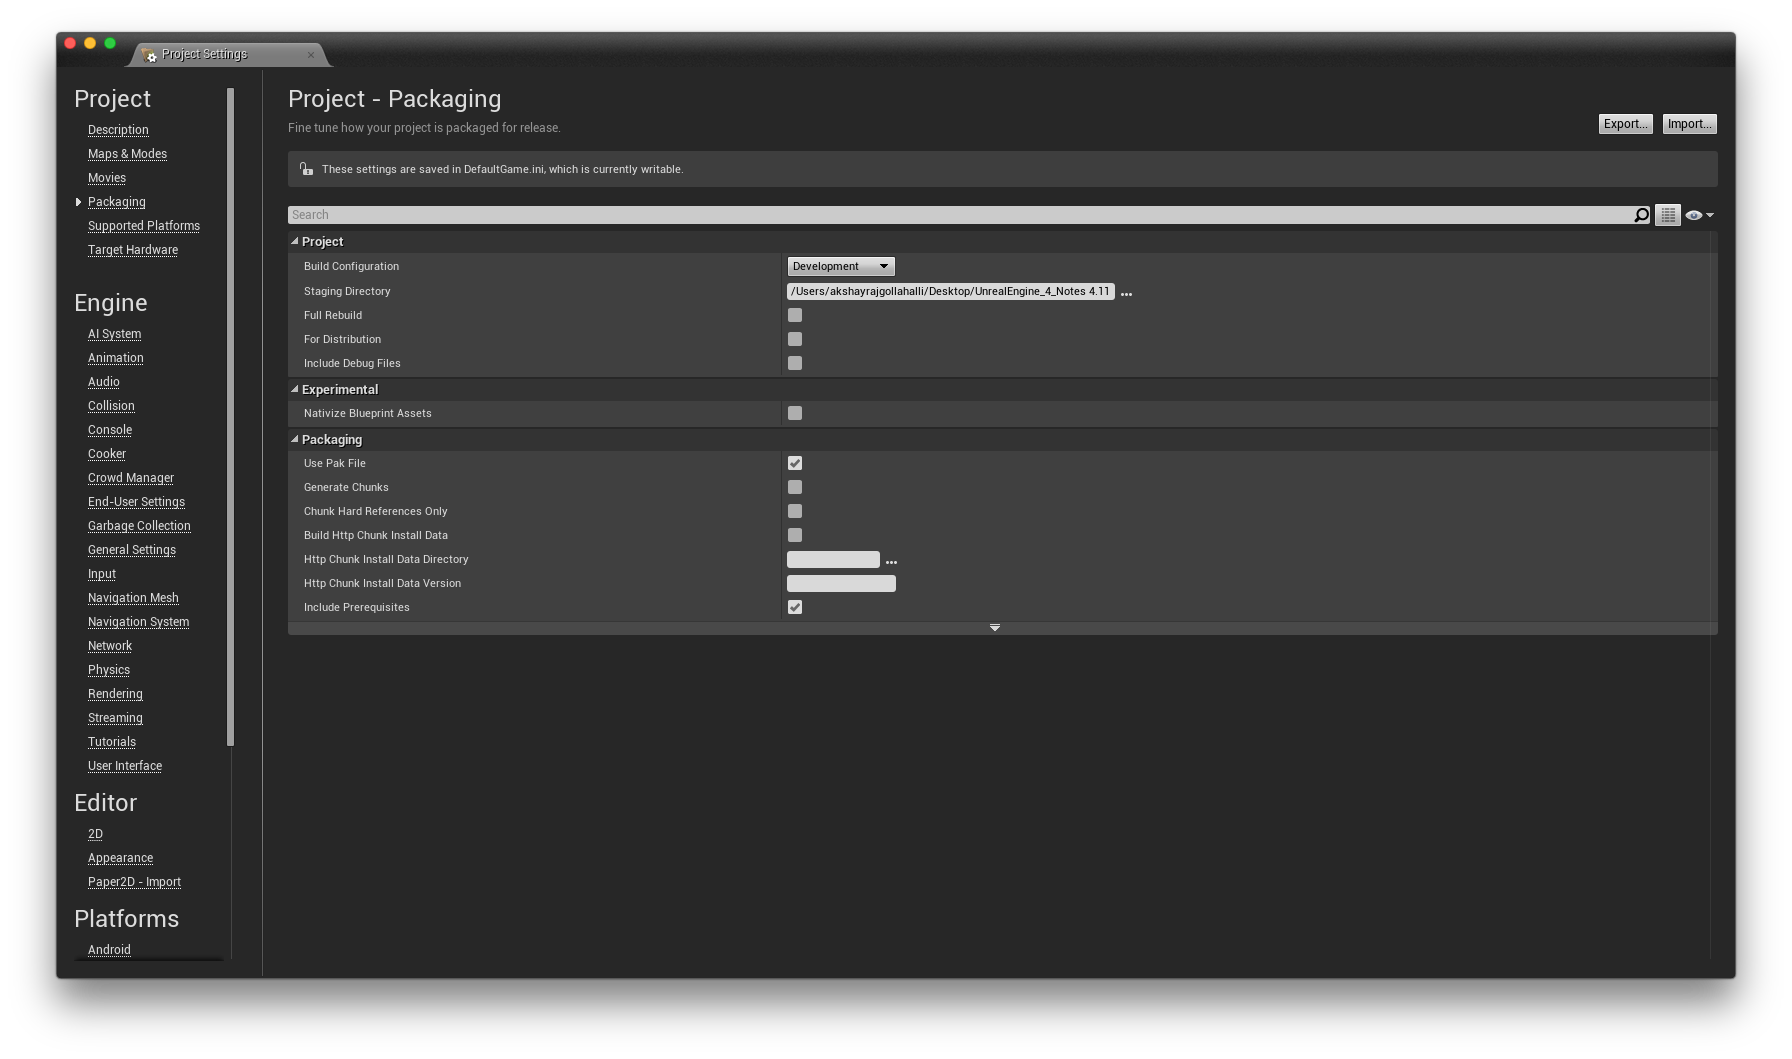 Project Settings
Project
Description
Maps & Modes
Movies
Packaging
Supported Platforms
Target Hardware
Engine
AI System
Animation
Audio
Collision
Console
Cooker
Crowd Manager
End-User Settings
Garbage Collection
General Settings
Input
Navigation Mesh
Navigation System
Network
Physics
Rendering
Streaming
Tutorials
User Interface
Editor
2D
Appearance
Paper2D - Import
Platforms
Android
Project - Packaging
Fine tune how your project is packaged for release.
Export... Import...
These settings are saved in DefaultGame.ini, which is currently writable.
Search
Project
Build Configuration Development
Staging Directory /Users/akshayrajgollahalli/Desktop/UnrealEngine_4_Notes 4.11 ...
Full Rebuild
For Distribution
Include Debug Files
Experimental
Nativize Blueprint Assets
Packaging
Use Pak File
Generate Chunks
Chunk Hard References Only
Build Http Chunk Install Data
Http Chunk Install Data Directory ...
Http Chunk Install Data Version
Include Prerequisites